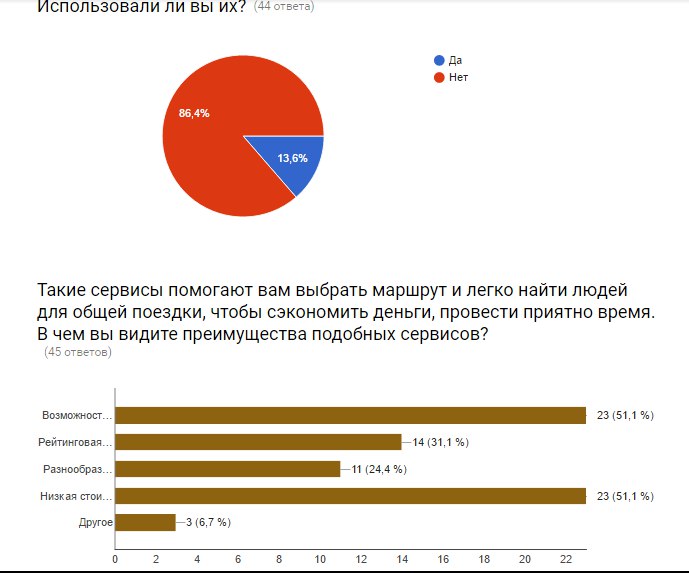 Использовали ли вы их? (44 ответа)
Да
Нет
86,4%
13,6%
Такие сервисы помогают вам выбрать маршрут и легко найти людей
для общей поездки, чтобы сэкономить деньги, провести приятно время.
В чем вы видите преимущества подобных сервисов?
(45 ответов)
Возможност... 23 (51,1 %)
Рейтинговая... 14 (31,1 %)
Разнообраз... 11 (24,4 %)
Низкая стои... 23 (51,1 %)
Другое 3 (6,7 %)
0 2 4 6 8 10 12 14 16 18 20 22